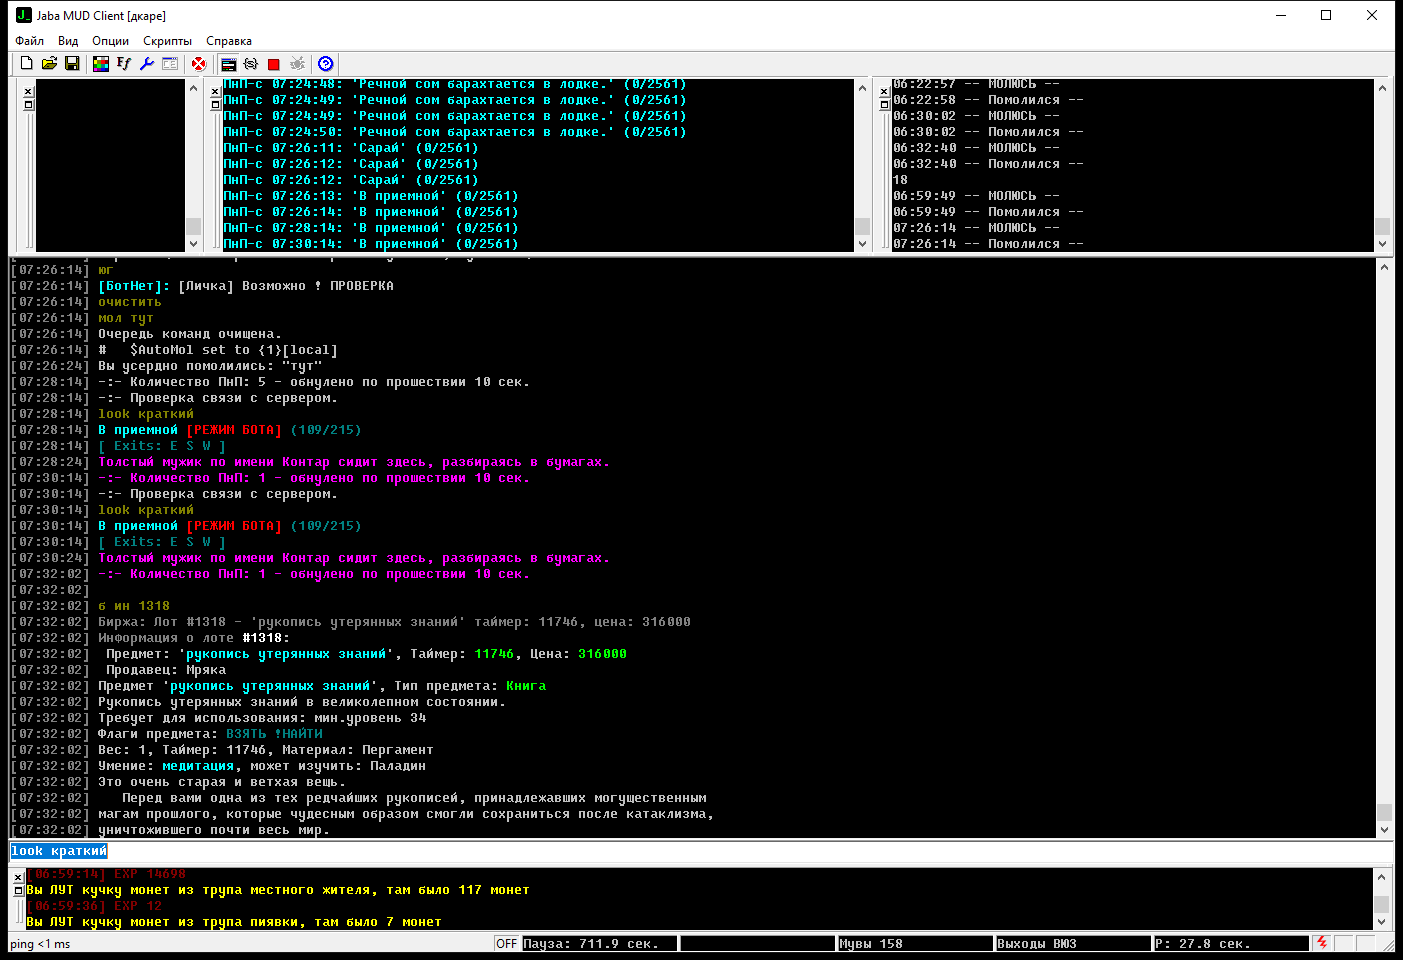 Jaba MUD Client [дкаре]
Файл Вид Опции Скрипты Справка
ПнП-с 07:24:48: 'Речной сом барахтается в лодке.' (0/2561)
ПнП-с 07:24:49: 'Речной сом барахтается в лодке.' (0/2561)
ПнП-с 07:24:49: 'Речной сом барахтается в лодке.' (0/2561)
ПнП-с 07:24:50: 'Речной сом барахтается в лодке.' (0/2561)
ПнП-с 07:26:11: 'Сарай' (0/2561)
ПнП-с 07:26:12: 'Сарай' (0/2561)
ПнП-с 07:26:12: 'Сарай' (0/2561)
ПнП-с 07:26:13: 'В приемной' (0/2561)
ПнП-с 07:26:14: 'В приемной' (0/2561)
ПнП-с 07:28:14: 'В приемной' (0/2561)
ПнП-с 07:30:14: 'В приемной' (0/2561)
06:22:57 -- МОЛЮСЬ --
06:22:58 -- Помолился --
06:30:02 -- МОЛЮСЬ --
06:30:02 -- Помолился --
06:32:40 -- МОЛЮСЬ --
06:32:40 -- Помолился --
18
06:59:49 -- МОЛЮСЬ --
06:59:49 -- Помолился --
07:26:14 -- МОЛЮСЬ --
07:26:14 -- Помолился --
[07:26:14] юг
[07:26:14] [БотНет]: [Личка] Возможно ! ПРОВЕРКА
[07:26:14] очистить
[07:26:14] мол тут
[07:26:14] Очередь команд очищена.
[07:26:14] #   $AutoMol set to {1}[local]
[07:26:24] Вы усердно помолились: "тут"
[07:28:14] -:- Количество ПнП: 5 - обнулено по прошествии 10 сек.
[07:28:14] -:- Проверка связи с сервером.
[07:28:14] look краткий
[07:28:14] В приемной [РЕЖИМ БОТА] (109/215)
[07:28:14] [ Exits: E S W ]
[07:28:24] Толстый мужик по имени Контар сидит здесь, разбираясь в бумагах.
[07:30:14] -:- Количество ПнП: 1 - обнулено по прошествии 10 сек.
[07:30:14] -:- Проверка связи с сервером.
[07:30:14] look краткий
[07:30:14] В приемной [РЕЖИМ БОТА] (109/215)
[07:30:14] [ Exits: E S W ]
[07:30:24] Толстый мужик по имени Контар сидит здесь, разбираясь в бумагах.
[07:32:02] -:- Количество ПнП: 1 - обнулено по прошествии 10 сек.
[07:32:02]
[07:32:02] б ин 1318
[07:32:02] Биржа: Лот #1318 - 'рукопись утерянных знаний' таймер: 11746, цена: 316000
[07:32:02] Информация о лоте #1318:
[07:32:02]  Предмет: 'рукопись утерянных знаний', Таймер: 11746, Цена: 316000
[07:32:02]  Продавец: Мряка
[07:32:02] Предмет 'рукопись утерянных знаний', Тип предмета: Книга
[07:32:02] Рукопись утерянных знаний в великолепном состоянии.
[07:32:02] Требует для использования: мин.уровень 34
[07:32:02] Флаги предмета: ВЗЯТЬ !НАЙТИ
[07:32:02] Вес: 1, Таймер: 11746, Материал: Пергамент
[07:32:02] Умение: медитация, может изучить: Паладин
[07:32:02] Это очень старая и ветхая вещь.
[07:32:02]    Перед вами одна из тех редчайших рукописей, принадлежавших могущественным
[07:32:02] магам прошлого, которые чудесным образом смогли сохраниться после катаклизма,
[07:32:02] уничтожившего почти весь мир.
look краткий
[06:59:14] EXP 14698
Вы ЛУТ кучку монет из трупа местного жителя, там было 117 монет
[06:59:36] EXP 12
Вы ЛУТ кучку монет из трупа пиявки, там было 7 монет
ping <1 ms OFF Пауза: 711.9 сек. Мувы 158 Выходы ВЮЗ Р: 27.8 сек.